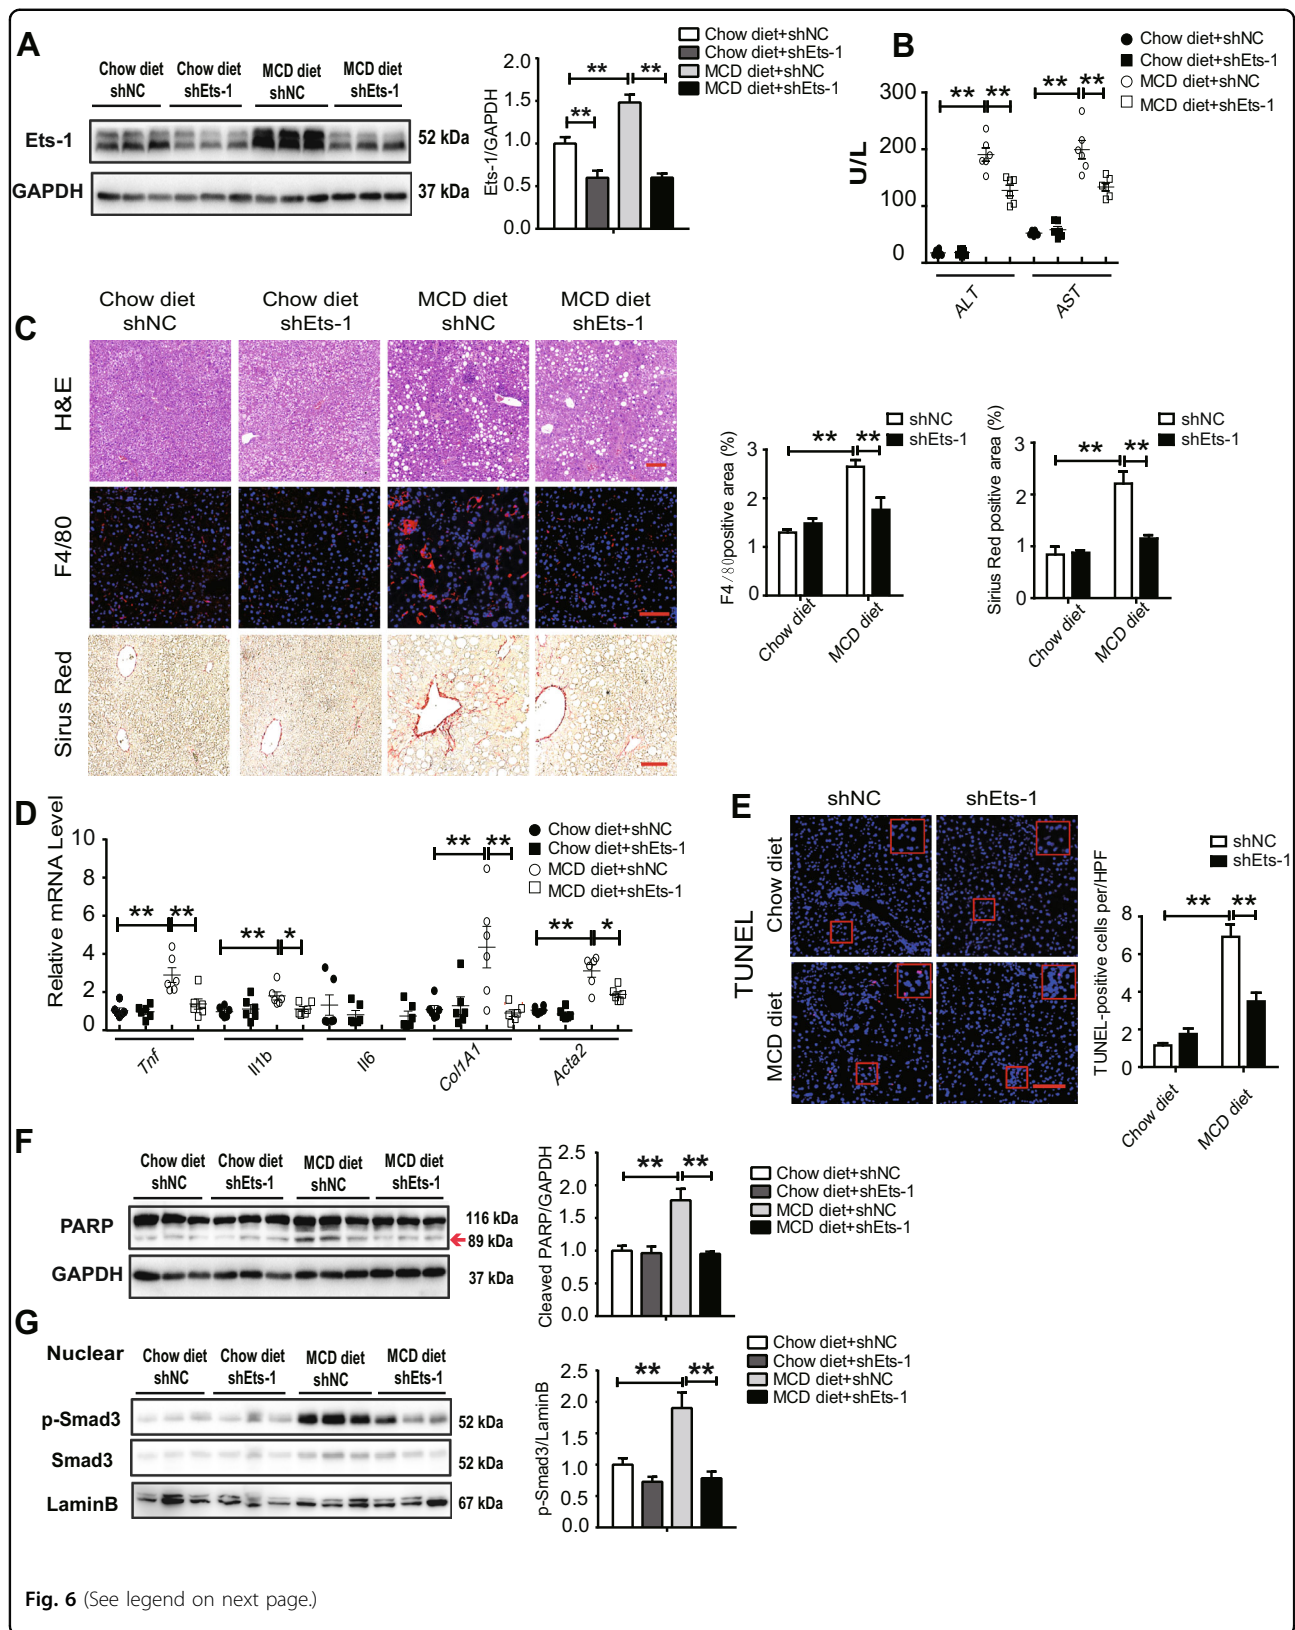 A
Chow diet Chow diet MCD diet MCD diet
shNC shEts-1 shNC shEts-1
Ets-1 52 kDa
GAPDH 37 kDa
Ets-1/GAPDH
2.0
1.5
1.0
0.5
0.0
** ** **
Chow diet+shNC
Chow diet+shEts-1
MCD diet+shNC
MCD diet+shEts-1
B
Chow diet+shNC
Chow diet+shEts-1
MCD diet+shNC
MCD diet+shEts-1
U/L
300
200
100
0
** ** ** **
ALT AST
C
Chow diet Chow diet MCD diet MCD diet
shNC shEts-1 shNC shEts-1
H&E
F4/80
Sirus Red
shNC
shEts-1
F4/80positive area (%)
3
2
1
0
** **
Chow diet MCD diet
shNC
shEts-1
Sirius Red positive area (%)
3
2
1
0
** **
Chow diet MCD diet
D
Relative mRNA Level
10
8
6
4
2
0
** ** ** * ** ** ** *
Chow diet+shNC
Chow diet+shEts-1
MCD diet+shNC
MCD diet+shEts-1
Tnf Il1b Il6 Col1A1 Acta2
E
shNC shEts-1
TUNEL
Chow diet
MCD diet
shNC
shEts-1
TUNEL-positive cells per/HPF
8
6
4
2
0
** **
Chow diet MCD diet
F
Chow diet Chow diet MCD diet MCD diet
shNC shEts-1 shNC shEts-1
PARP 116 kDa
89 kDa
GAPDH 37 kDa
Cleaved PARP/GAPDH
2.5
2.0
1.5
1.0
0.5
0.0
** **
Chow diet+shNC
Chow diet+shEts-1
MCD diet+shNC
MCD diet+shEts-1
G
Nuclear
Chow diet Chow diet MCD diet MCD diet
shNC shEts-1 shNC shEts-1
p-Smad3 52 kDa
Smad3 52 kDa
LaminB 67 kDa
p-Smad3/LaminB
2.5
2.0
1.5
1.0
0.5
0.0
** **
Chow diet+shNC
Chow diet+shEts-1
MCD diet+shNC
MCD diet+shEts-1
Fig. 6 (See legend on next page.)